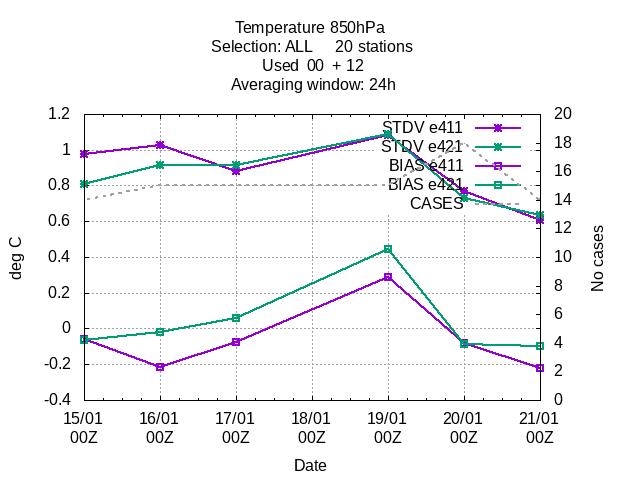 Temperature 850hPa
Selection: ALL 20 stations
Used 00 + 12
Averaging window: 24h
1.2
1
0.8
0.6
0.4
0.2
0
-0.2
-0.4
deg C
20
18
16
14
12
10
8
6
4
2
0
No cases
STDV e411
STDV e421
BIAS e411
BIAS e421
CASES
15/01 16/01 17/01 18/01 19/01 20/01 21/01
00Z 00Z 00Z 00Z 00Z 00Z 00Z
Date